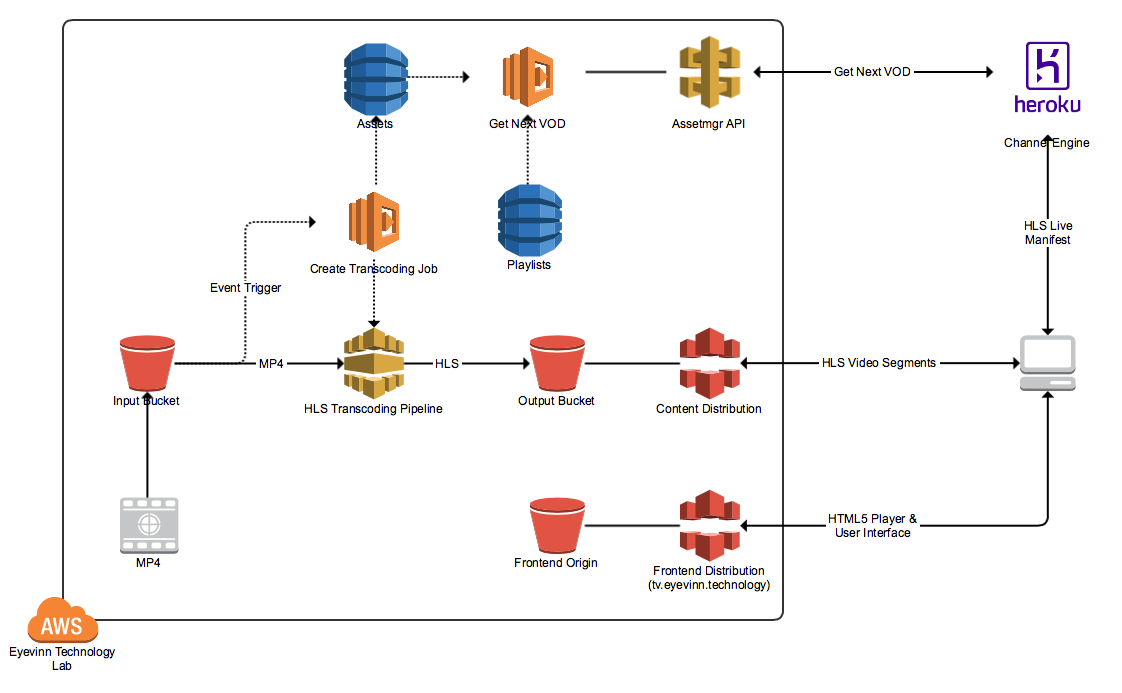 Get Next VOD
heroku
Assets
Get Next VOD
Assetmgr API
Channel Engine
HLS Live
Manifest
Create Transcoding Job
Playlists
Event Trigger
MP4
HLS
HLS Video Segments
Input Bucket
HLS Transcoding Pipeline
Output Bucket
Content Distribution
HTML5 Player &
User Interface
MP4
Frontend Origin
Frontend Distribution
(tv.eyevinn.technology)
AWS
Eyevinn Technology
Lab